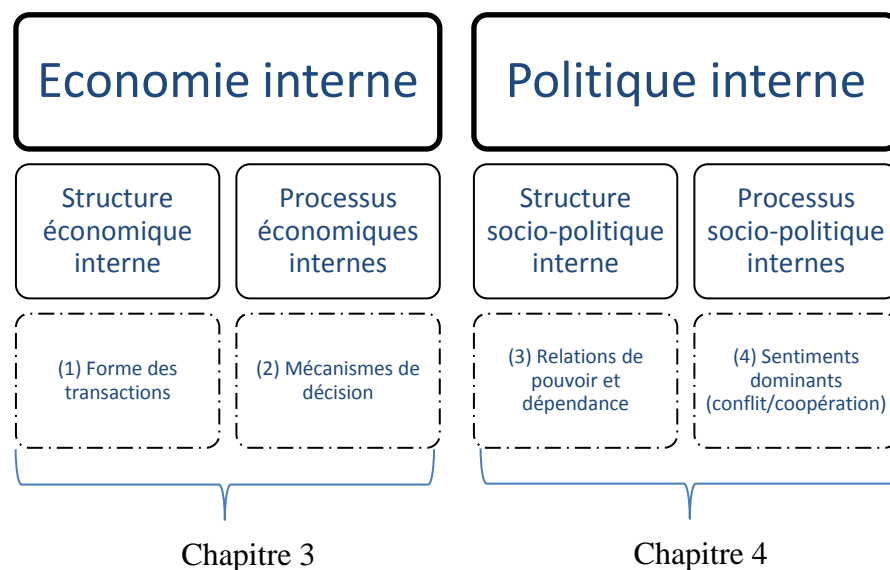 Economie interne
Politique interne
Structure
économique
interne
Processus
économiques
internes
Structure
socio-politique
interne
Processus
socio-politique
internes
(1) Forme des
transactions
(2) Mécanismes de
décision
(3) Relations de
pouvoir et
dépendance
(4) Sentiments
dominants
(conflit/coopération)
Chapitre 3
Chapitre 4